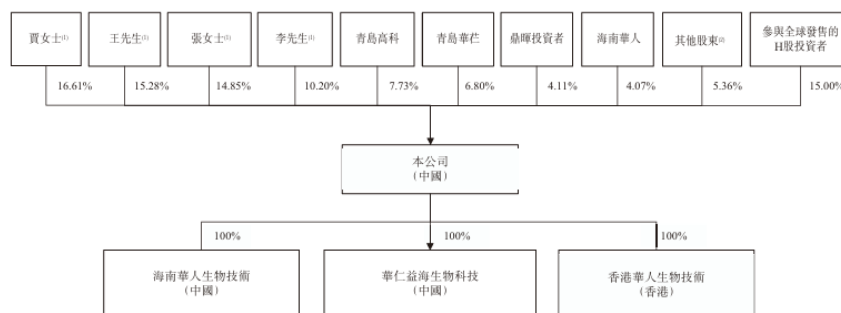 賈女士(1)
王先生(1)
張女士(1)
李先生(1)
青島高科
青島華芢
鼎暉投資者
海南華人
其他股東(2)
參與全球發售的
H股投資者
16.61%
15.28%
14.85%
10.20%
7.73%
6.80%
4.11%
4.07%
5.36%
15.00%
本公司
(中國)
100%
100%
100%
海南華人生物技術
(中國)
華仁益海生物科技
(中國)
香港華人生物技術
(香港)